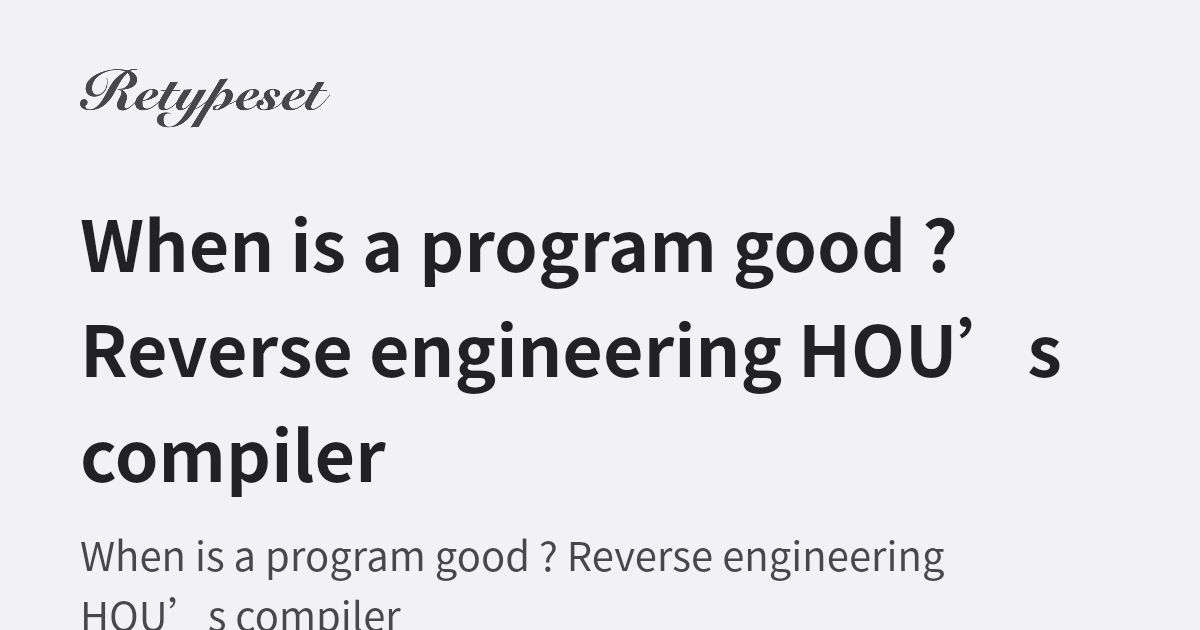 Retypeset
When is a program good ?
Reverse engineering HOU’s
compiler
When is a program good ? Reverse engineering
HOU’s compiler